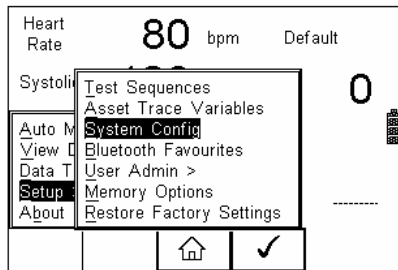 Heart
Rate
80 bpm
Default
Systolic
0
Test Sequences
Asset Trace Variables
System Config
Bluetooth Favourites
User Admin >
Memory Options
Restore Factory Settings
Auto
View
Data
Setup
About